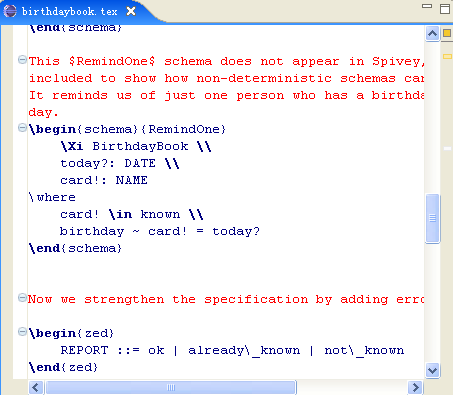 birthdaybook.tex
\end{schema}
This $RemindOne$ schema does not appear in Spivey,
included to show how non-deterministic schemas car
It reminds us of just one person who has a birthda
day.
\begin{schema}{RemindOne}
\Xi BirthdayBook \\
today?: DATE \\
card!: NAME
\where
card! \in known \\
birthday ~ card! = today?
\end{schema}
Now we strengthen the specification by adding erro
\begin{zed}
REPORT ::= ok | already\_known | not\_known
\end{zed}